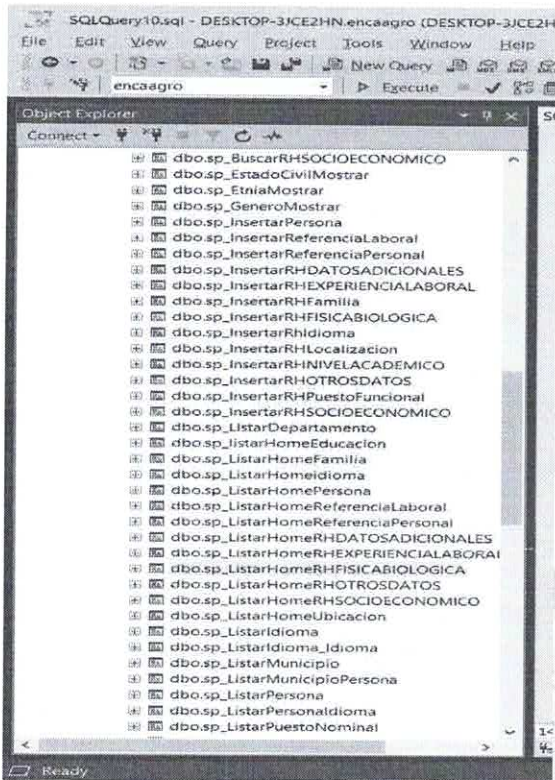 SQLQuery10.sql - DESKTOP-3JCE2HN.encaagro (DESKTOP-3JCE2H
File Edit View Query Project Tools Window Help
New Query
encaagro Execute
Object Explorer
Connect
dbo.sp_BuscarRHSOCIOECONOMICO
dbo.sp_EstadoCivilMostrar
dbo.sp_EtniaMostrar
dbo.sp_GeneroMostrar
dbo.sp_InsertarPersona
dbo.sp_InsertarReferenciaLaboral
dbo.sp_InsertarReferenciaPersonal
dbo.sp_InsertarRHDATOSADICIONALES
dbo.sp_InsertarRHEXPERIENCIALABORAL
dbo.sp_InsertarRHFamilia
dbo.sp_InsertarRHFISICABIOLOGICA
dbo.sp_InsertarRhIdioma
dbo.sp_InsertarRHLocalizacion
dbo.sp_InsertarRHNIVELACADEMICO
dbo.sp_InsertarRHOTROSDATOS
dbo.sp_InsertarRHPuestoFuncional
dbo.sp_InsertarRHSOCIOECONOMICO
dbo.sp_ListarDepartamento
dbo.sp_listarHomeEducacion
dbo.sp_ListarHomeFamilia
dbo.sp_ListarHomeidioma
dbo.sp_ListarHomePersona
dbo.sp_ListarHomeReferenciaLaboral
dbo.sp_ListarHomeReferenciaPersonal
dbo.sp_ListarHomeRHDATOSADICIONALES
dbo.sp_ListarHomeRHEXPERIENCIALABORAL
dbo.sp_ListarHomeRHFISICABIOLOGICA
dbo.sp_ListarHomeRHOTROSDATOS
dbo.sp_ListarHomeRHSOCIOECONOMICO
dbo.sp_ListarHomeUbicacion
dbo.sp_ListarIdioma
dbo.sp_ListarIdioma_Idioma
dbo.sp_ListarMunicipio
dbo.sp_ListarMunicipioPersona
dbo.sp_ListarPersona
dbo.sp_ListarPersonaIdioma
dbo.sp_ListarPuestoNominal
Ready